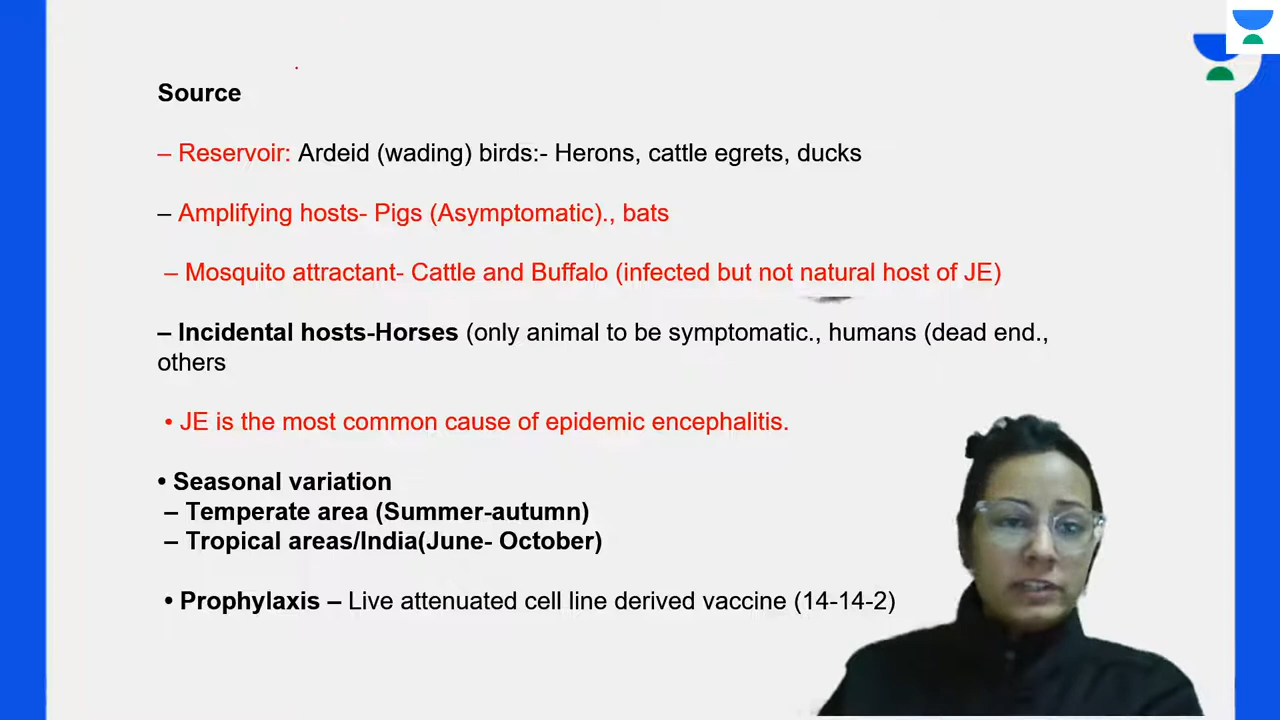 Source
– Reservoir: Ardeid (wading) birds:- Herons, cattle egrets, ducks
– Amplifying hosts- Pigs (Asymptomatic)., bats
– Mosquito attractant- Cattle and Buffalo (infected but not natural host of JE)
– Incidental hosts-Horses (only animal to be symptomatic., humans (dead end.,
others
• JE is the most common cause of epidemic encephalitis.
• Seasonal variation
– Temperate area (Summer-autumn)
– Tropical areas/India(June- October)
• Prophylaxis – Live attenuated cell line derived vaccine (14-14-2)